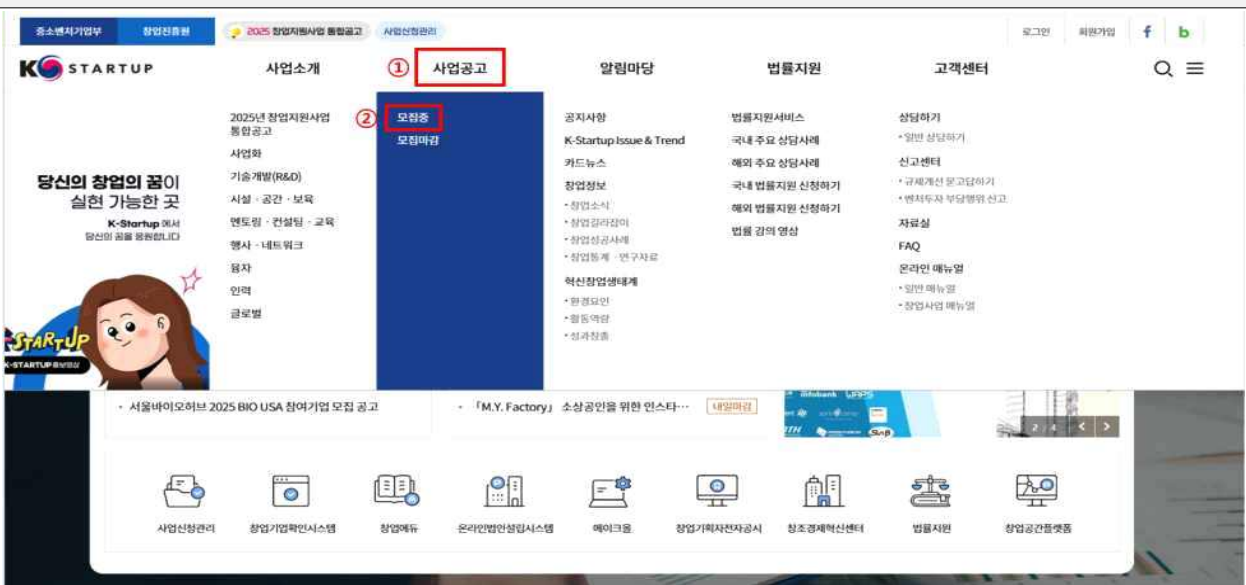 중소벤처기업부
창업진흥원
2025 창업지원사업 통합공고
사업신청관리
로그인
회원가입
f
b
K STARTUP
사업소개
① 사업공고
알림마당
법률지원
고객센터
당신의 창업의 꿈이
실현 가능한 곳
K-Startup 에서
당신의 꿈을 응원합니다
K-STARTUP 홍보영상
2025년 창업지원사업
통합공고
사업화
기술개발(R&D)
시설 · 공간 · 보육
멘토링 · 컨설팅 · 교육
행사 · 네트워크
융자
인력
글로벌
② 모집중
모집마감
공지사항
K-Startup Issue & Trend
카드뉴스
창업정보
• 창업소식
• 창업길라잡이
• 창업성공사례
• 창업통계 · 연구자료
혁신창업생태계
• 환경요인
• 활동역량
• 성과창출
법률지원서비스
국내 주요 상담사례
해외 주요 상담사례
국내 법률지원 신청하기
해외 법률지원 신청하기
법률 강의 영상
상담하기
• 일반 상담하기
신고센터
• 규제개선 묻고답하기
• 벤처투자 부당행위 신고
자료실
FAQ
온라인 매뉴얼
• 일반 매뉴얼
• 창업사업 매뉴얼
· 서울바이오허브 2025 BIO USA 참여기업 모집 공고
· 「M.Y. Factory」 소상공인을 위한 인스타···
내일마감
2 / 4 < >
사업신청관리
창업기업확인시스템
창업에듀
온라인법인설립시스템
메이크올
창업기획자전자공시
창조경제혁신센터
법률지원
창업공간플랫폼